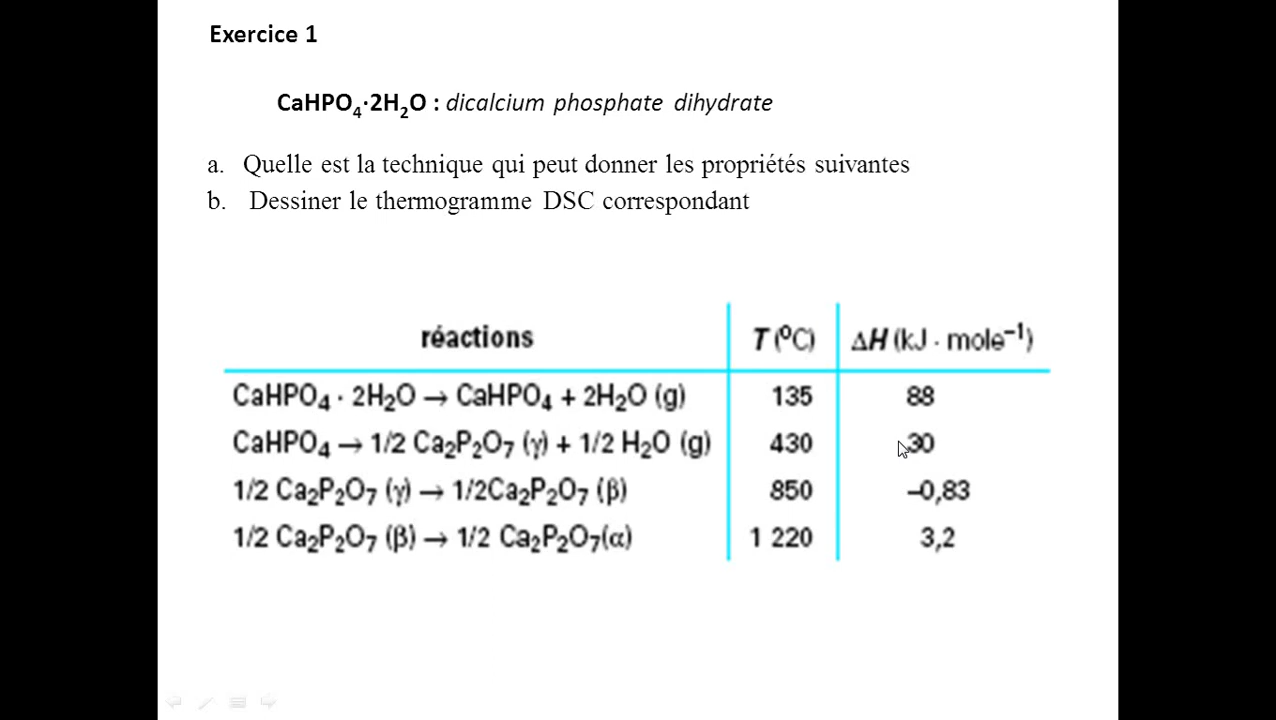 Exercice 1
CaHPO₄·2H₂O : dicalcium phosphate dihydrate
a. Quelle est la technique qui peut donner les propriétés suivantes
b. Dessiner le thermogramme DSC correspondant
réactions T (ºC) ΔH (kJ · mole⁻¹)
CaHPO₄ · 2H₂O → CaHPO₄ + 2H₂O (g) 135 88
CaHPO₄ → 1/2 Ca₂P₂O₇ (γ) + 1/2 H₂O (g) 430 30
1/2 Ca₂P₂O₇ (γ) → 1/2Ca₂P₂O₇ (β) 850 –0,83
1/2 Ca₂P₂O₇ (β) → 1/2 Ca₂P₂O₇(α) 1 220 3,2